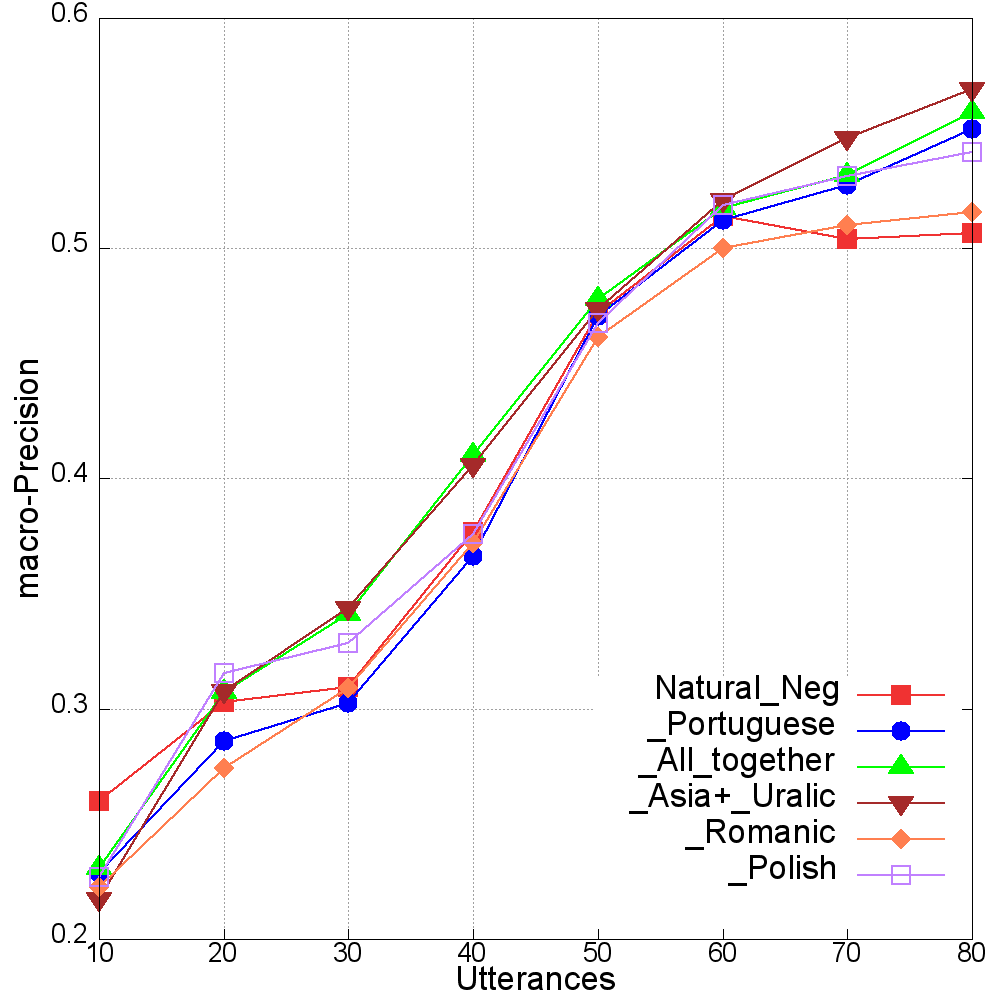 0.6
0.5
0.4
0.3
0.2
macro-Precision
Natural_Neg
_Portuguese
_All_together
_Asia+_Uralic
_Romanic
_Polish
10 20 30 40 50 60 70 80
Utterances